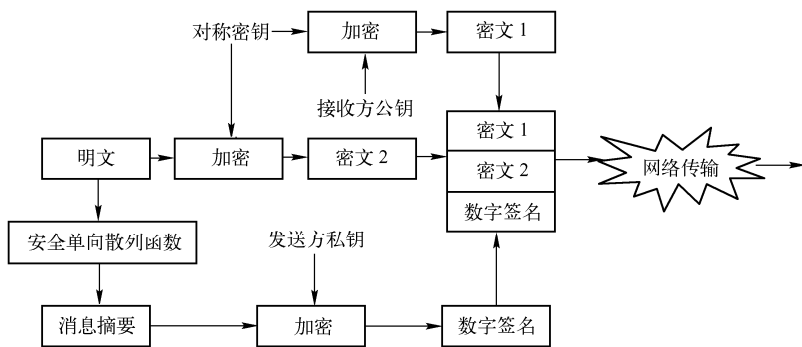 对称密钥
加密
密文 1
接收方公钥
密文 1
明文
加密
密文 2
密文 2
网络传输
数字签名
安全单向散列函数
发送方私钥
消息摘要
加密
数字签名